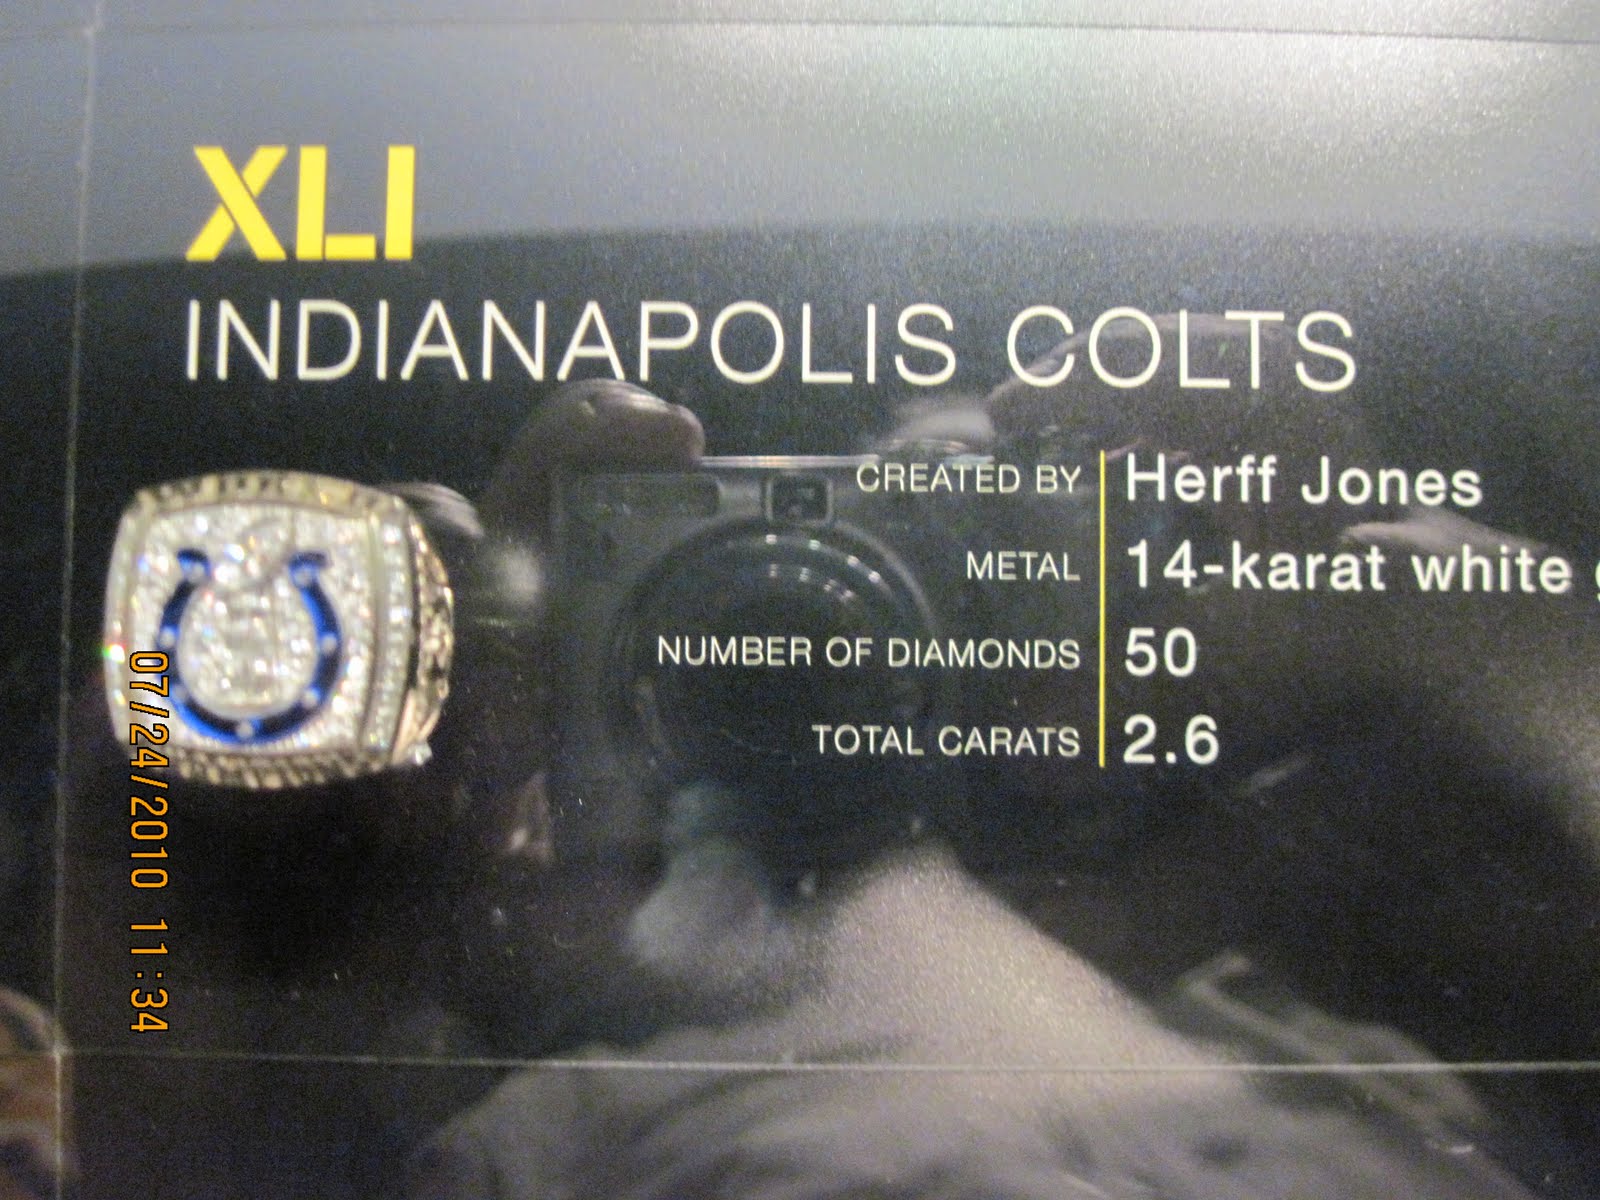 XLI
INDIANAPOLIS COLTS
CREATED BY Herff Jones
METAL 14-karat white
NUMBER OF DIAMONDS 50
TOTAL CARATS 2.6
07/24/2010 11:34